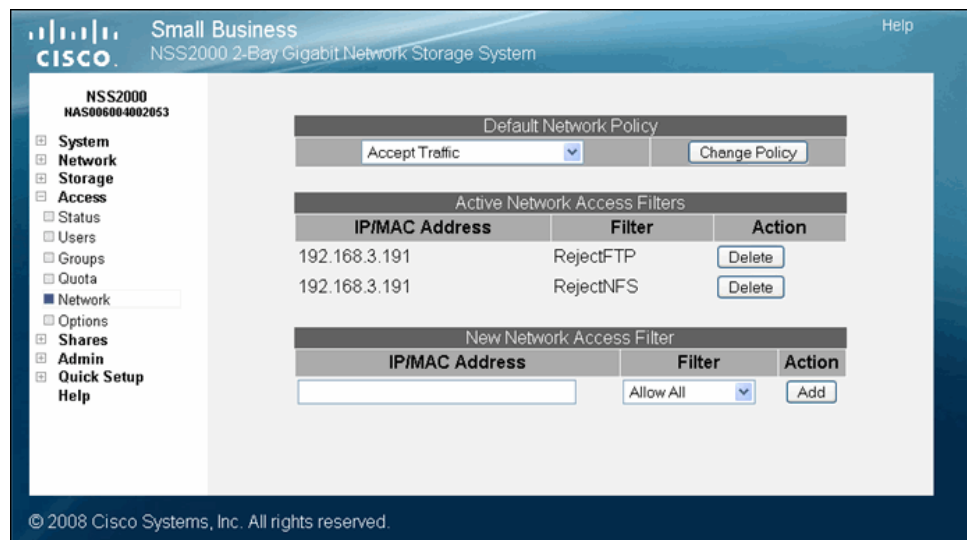 Small Business
Help
CISCO.
NSS2000 2-Bay Gigabit Network Storage System
NSS2000
NAS006004002053
System
Network
Storage
Access
Status
Users
Groups
Quota
Network
Options
Shares
Admin
Quick Setup
Help
Default Network Policy
Accept Traffic Change Policy
Active Network Access Filters
IP/MAC Address Filter Action
192.168.3.191 RejectFTP Delete
192.168.3.191 RejectNFS Delete
New Network Access Filter
IP/MAC Address Filter Action
Allow All Add
© 2008 Cisco Systems, Inc. All rights reserved.